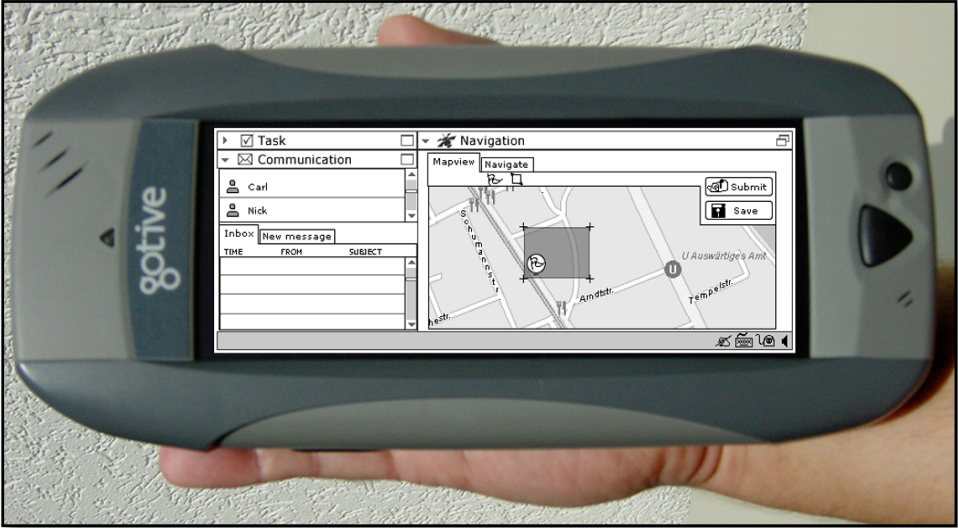 gotive
Task
Communication
Carl
Nick
Inbox
New message
TIME FROM SUBJECT
Navigation
Mapview
Navigate
Submit
Save
Schumannstr.
U Auswärtiges Amt
U
Arndtstr.
Tempelstr.
hestr.